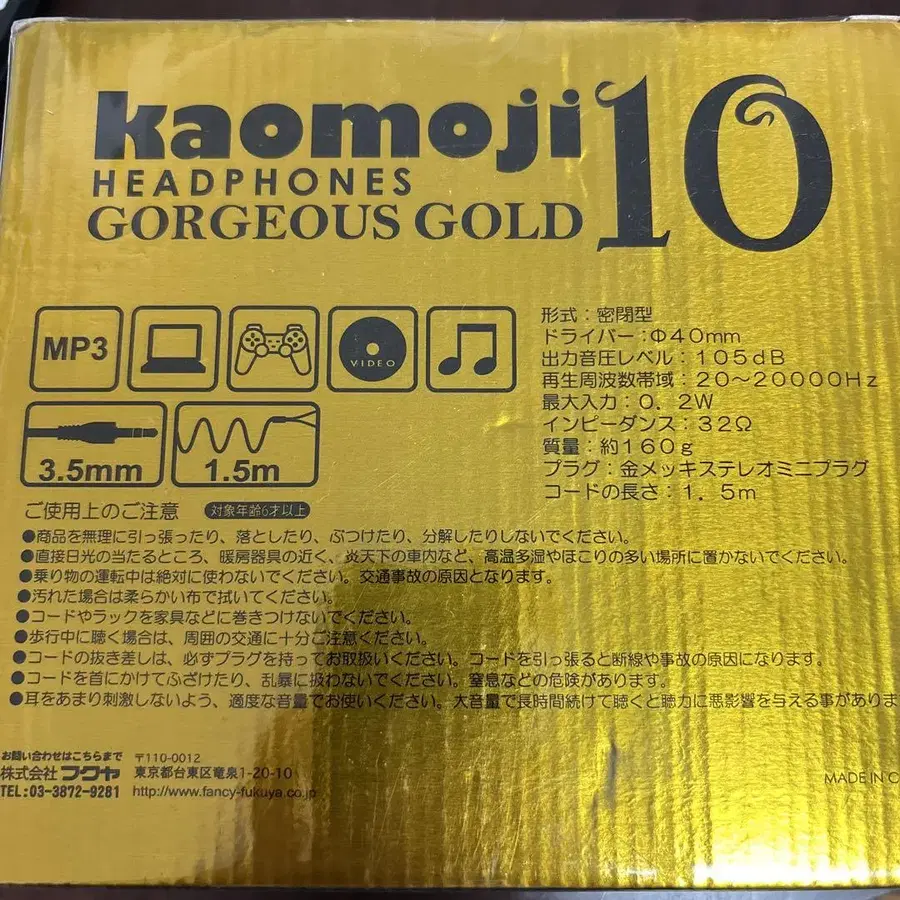 kaomoji 10
HEADPHONES
GORGEOUS GOLD
MP3
VIDEO
3.5mm
1.5m
形式：密閉型
ドライバー：Φ40mm
出力音圧レベル：105dB
再生周波数帯域：20～20000Hz
最大入力：0．2W
インピーダンス：32Ω
質量：約160g
プラグ：金メッキステレオミニプラグ
コードの長さ：1．5m
ご使用上のご注意 対象年齢6才以上
●商品を無理に引っ張ったり、落としたり、ぶつけたり、分解したりしないでください。
●直接日光の当たるところ、暖房器具の近く、炎天下の車内など、高温多湿やほこりの多い場所に置かないでください。
●乗り物の運転中は絶対に使わないでください。交通事故の原因となります。
●汚れた場合は柔らかい布で拭いてください。
●コードやラックを家具などに巻きつけないでください。
●歩行中に聴く場合は、周囲の交通に十分ご注意ください。
●コードの抜き差しは、必ずプラグを持ってお取扱いください。コードを引っ張ると断線や事故の原因になります。
●コードを首にかけてふざけたり、乱暴に扱わないでください。窒息などの危険があります。
●耳をあまり刺激しないよう、適度な音量でお使いください。大音量で長時間続けて聴くと聴力に悪影響を与える事がありま
お問い合わせはこちらまで
株式会社 フクヤ
TEL:03-3872-9281
〒110-0012
東京都台東区竜泉1-20-10
http://www.fancy-fukuya.co.jp
MADE IN C